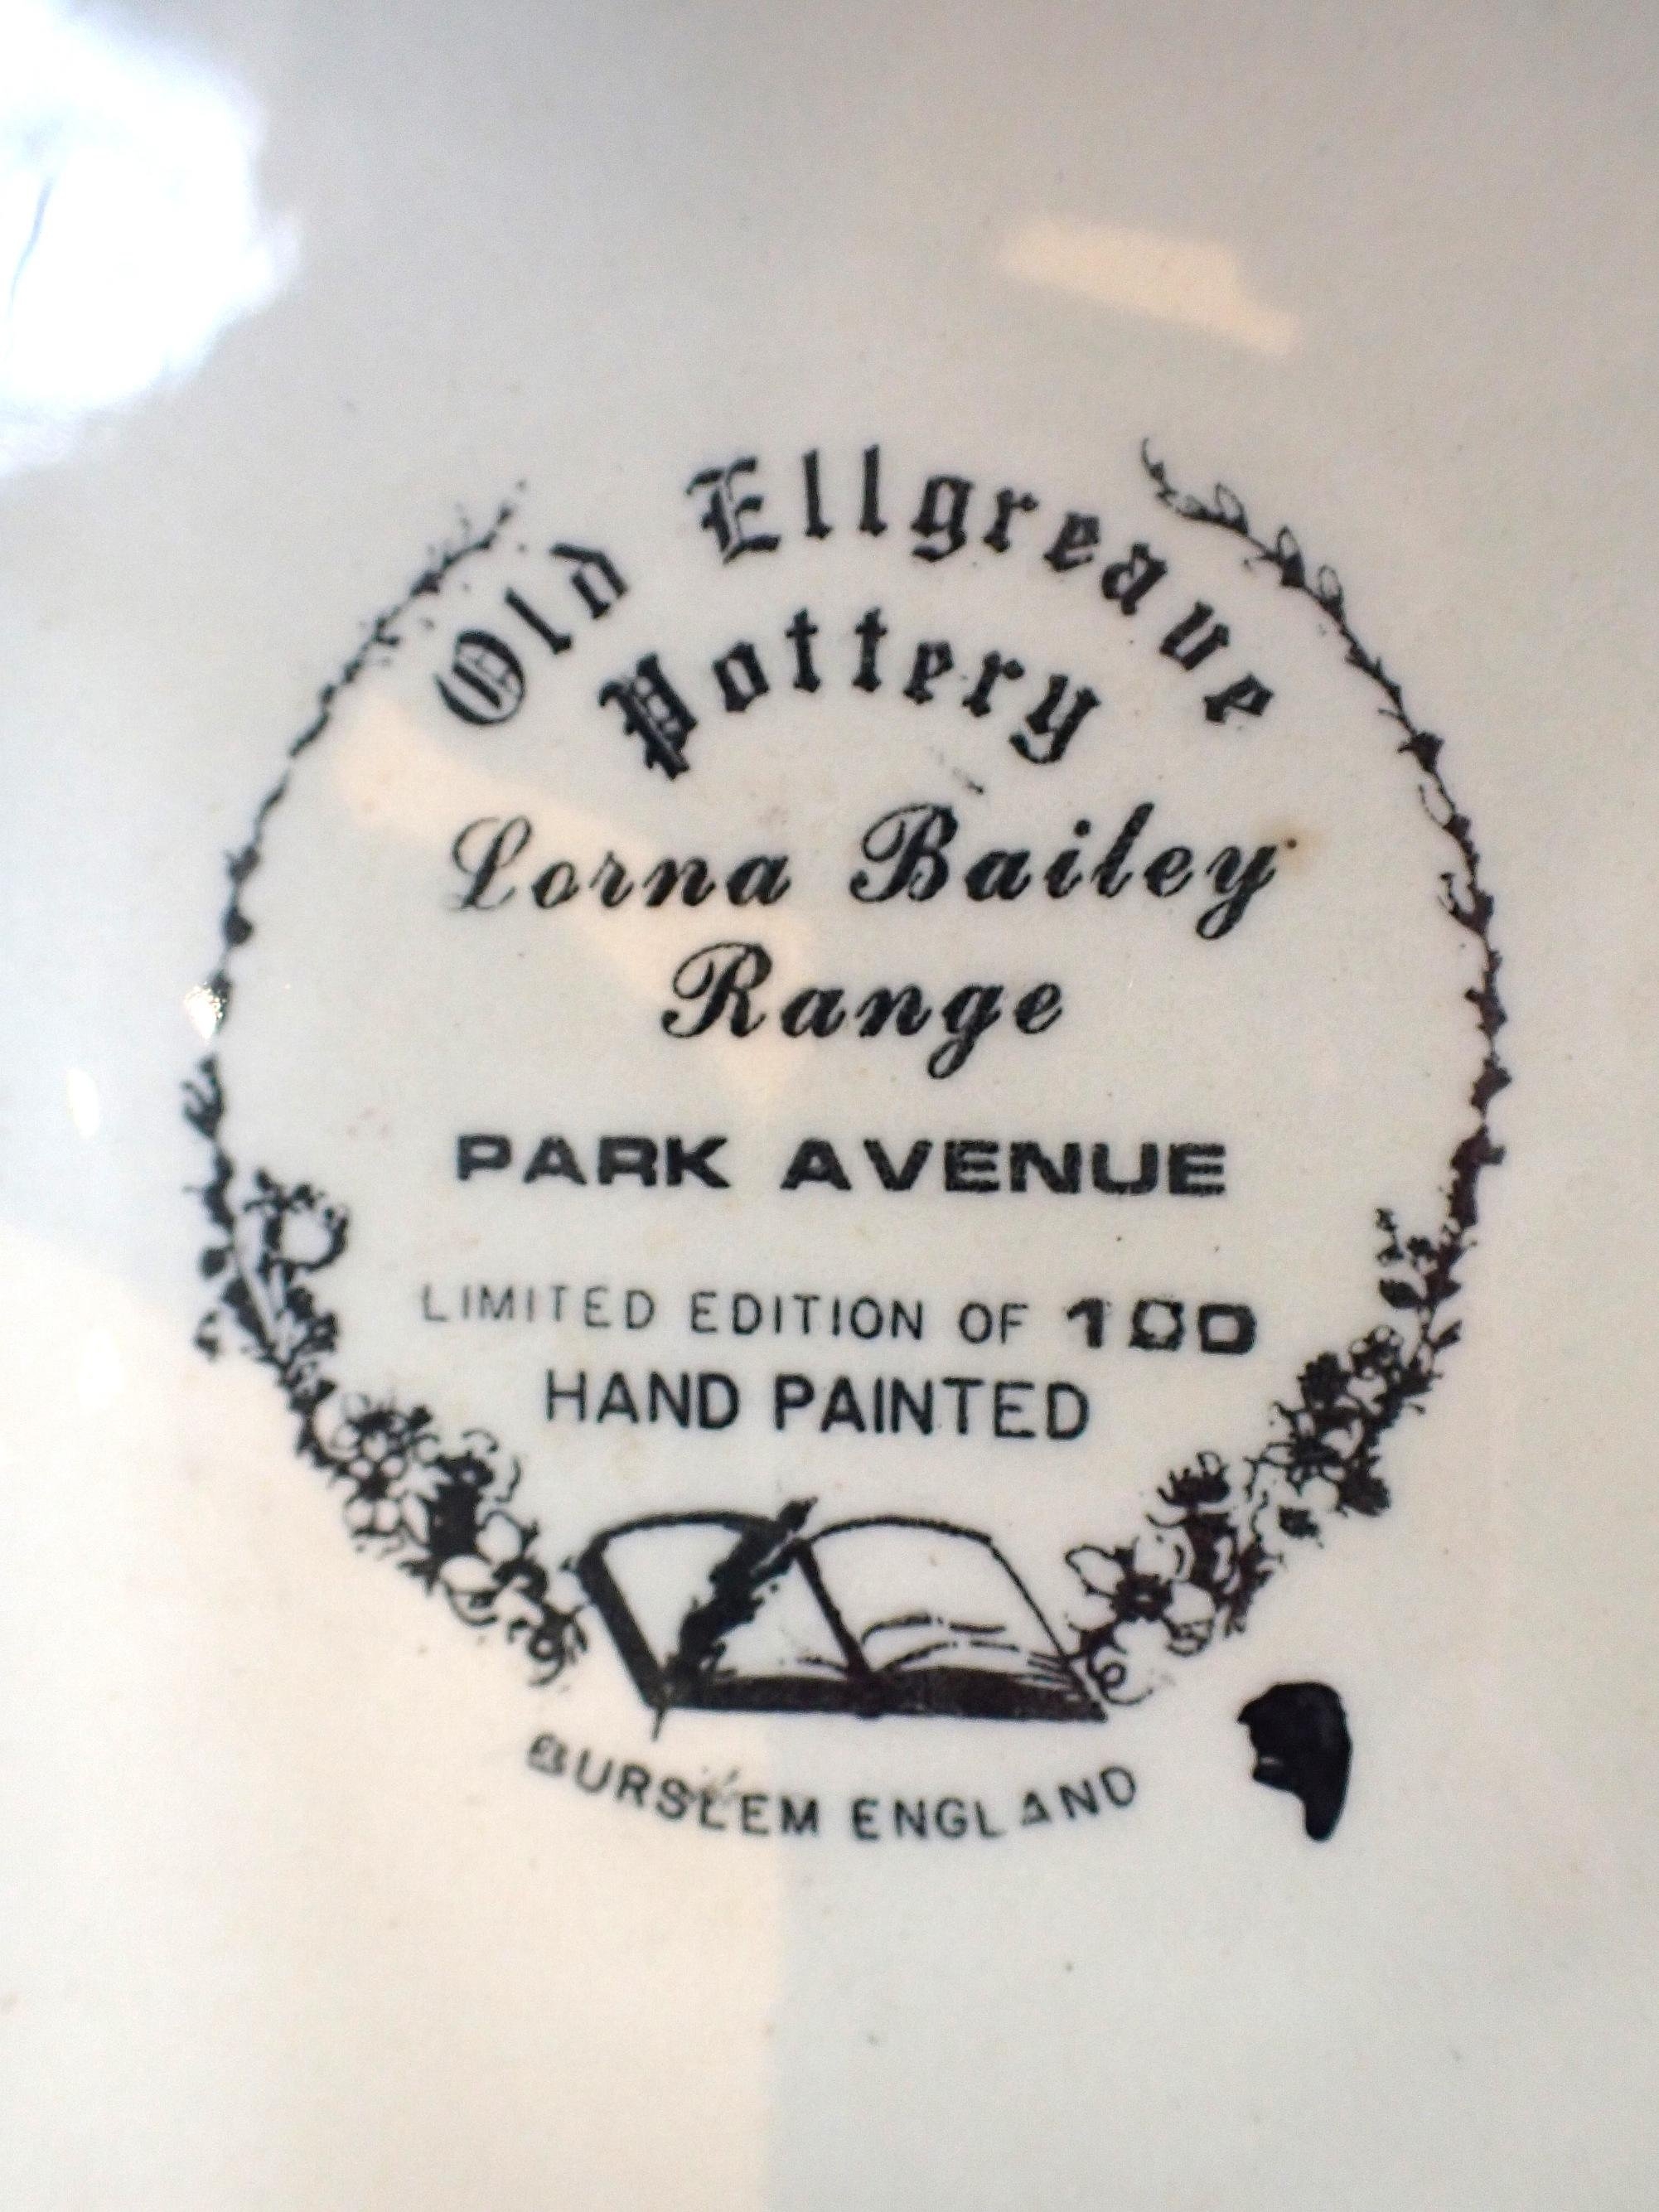 Old Ellgreave
Pottery
Lorna Bailey
Range
PARK AVENUE
LIMITED EDITION OF 100
HAND PAINTED
BURSLEM ENGLAND